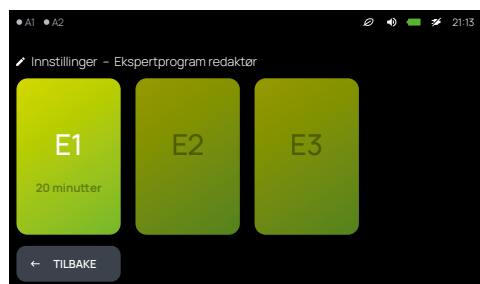 A1 A2 21:13
Innstillinger – Ekspertprogram redaktør
E1 E2 E3
20 minutter
← TILBAKE